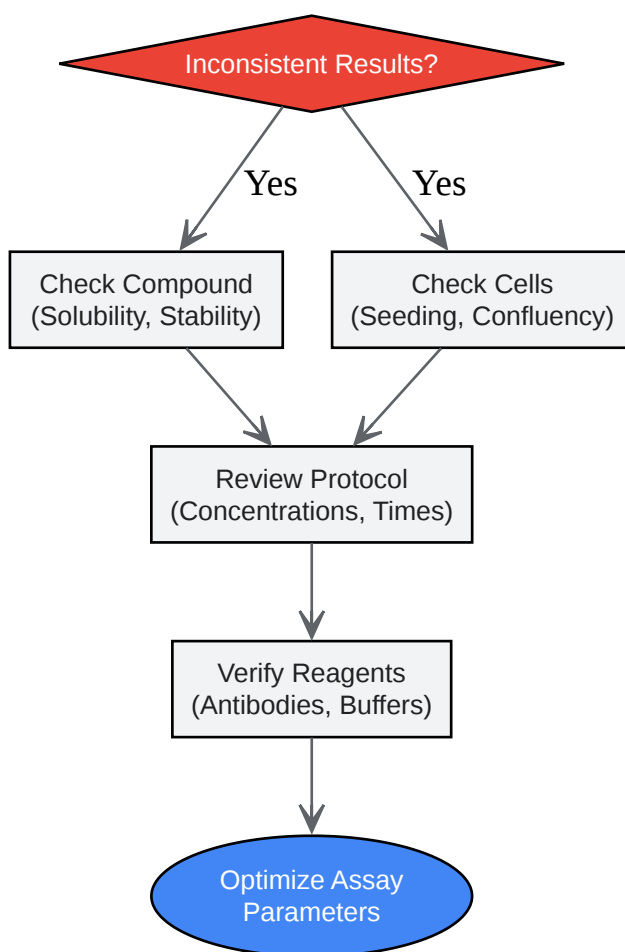 Inconsistent Results?
Yes
Yes
Check Compound
(Solubility, Stability)
Check Cells
(Seeding, Confluency)
Review Protocol
(Concentrations, Times)
Verify Reagents
(Antibodies, Buffers)
Optimize Assay
Parameters